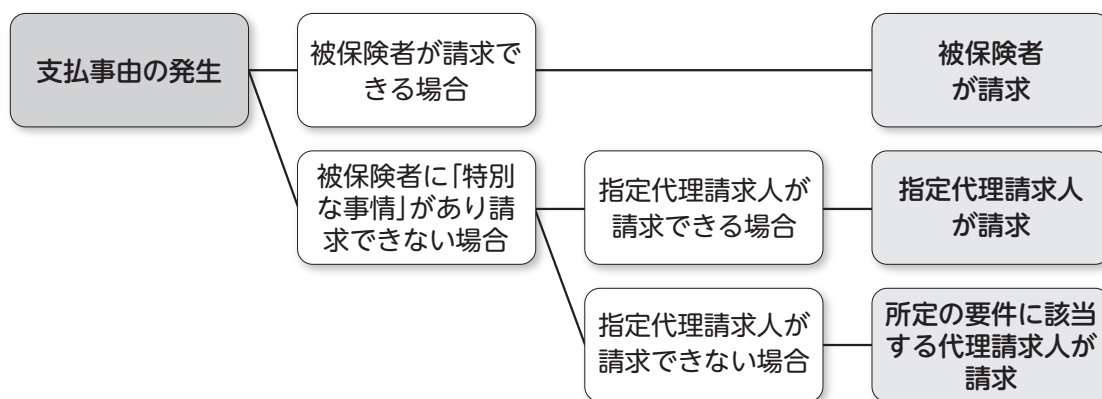 支払事由の発生
被保険者が請求で
きる場合
被保険者
が請求
被保険者に「特別
な事情」があり請
求できない場合
指定代理請求人が
請求できる場合
指定代理請求人
が請求
指定代理請求人が
請求できない場合
所定の要件に該当
する代理請求人が
請求